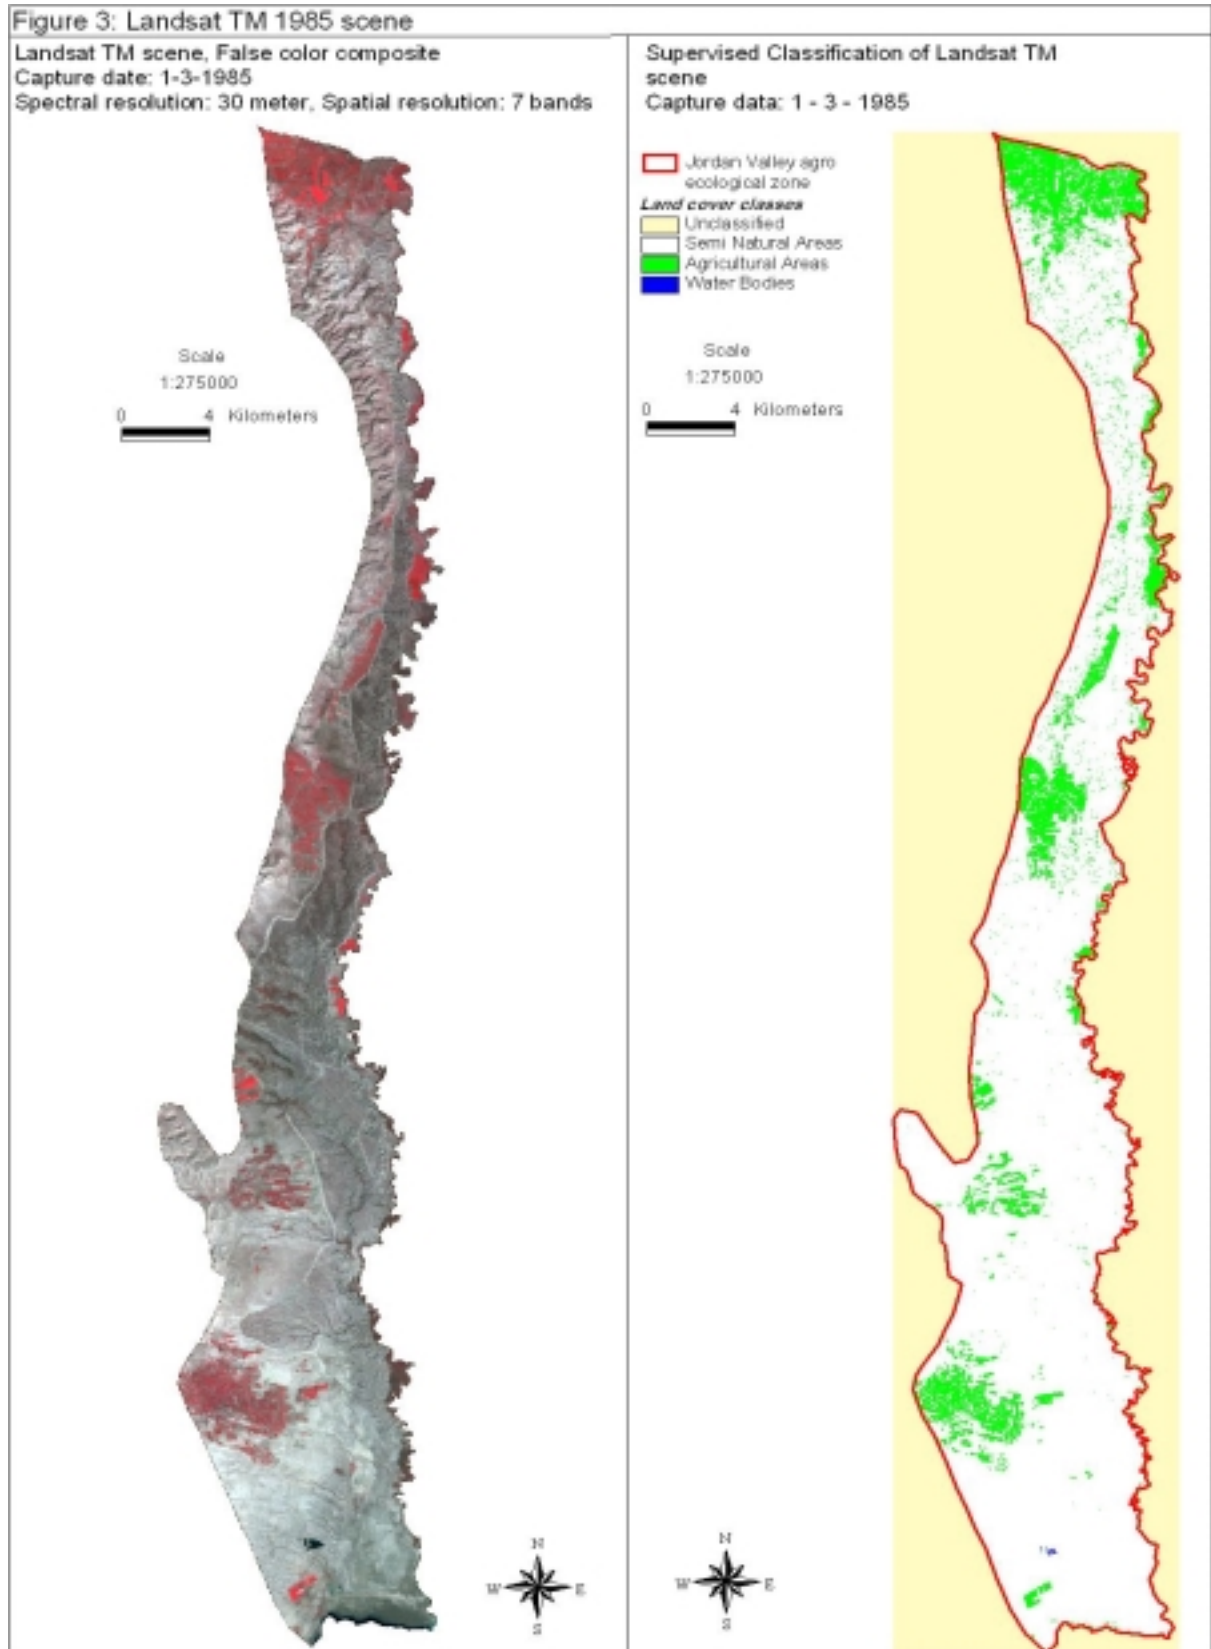 Figure 3: Landsat TM 1985 scene
Landsat TM scene, False color composite
Capture date: 1-3-1985
Spectral resolution: 30 meter, Spatial resolution: 7 bands
Scale
1:275000
0 4 Kilometers
N
W E
S
Supervised Classification of Landsat TM
scene
Capture data: 1 - 3 - 1985
Jordan Valley agro
ecological zone
Land cover classes
Unclassified
Semi Natural Areas
Agricultural Areas
Water Bodies
Scale
1:275000
0 4 Kilometers
N
W E
S